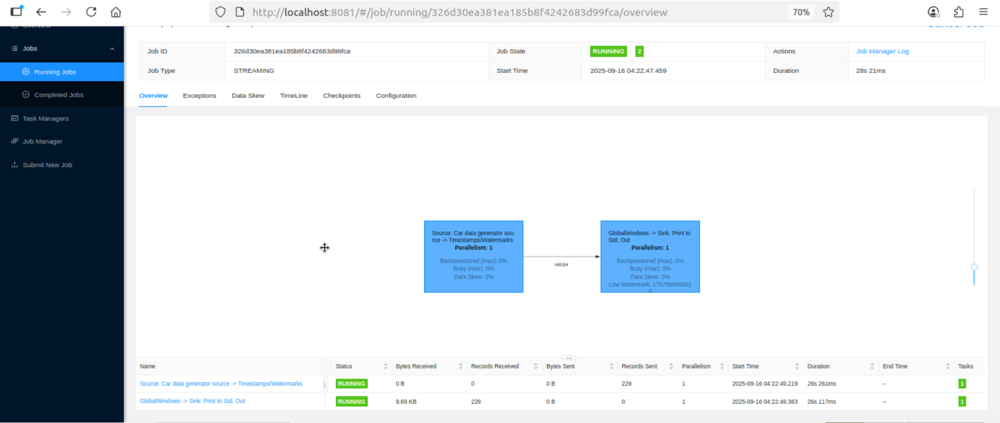 http://localhost:8081/#/job/running/326d30ea381ea185b8f4242683d99fca/overview
70%
Overview
Jobs
Running Jobs
Completed Jobs
Task Managers
Job Manager
Submit New Job
Job ID 326d30ea381ea185b8f4242683d99fca Job State RUNNING 2 Actions Job Manager Log
Job Type STREAMING Start Time 2025-09-16 04:22:47.459 Duration 28s 21ms
Overview Exceptions Data Skew TimeLine Checkpoints Configuration
Source: Car data generator sou
rce -> Timestamps/Watermarks
Parallelism: 1
Backpressured (max): 0%
Busy (max): 0%
Data Skew: 0%
HASH
GlobalWindows -> Sink: Print to
Std. Out
Parallelism: 1
Backpressured (max): 0%
Busy (max): 0%
Data Skew: 0%
Low Watermark: 175799659361
Name Status Bytes Received Records Received Bytes Sent Records Sent Parallelism Start Time Duration End Time Tasks
Source: Car data generator source -> Timestamps/Watermarks RUNNING 0 B 0 0 B 229 1 2025-09-16 04:22:49.219 26s 261ms – 1
GlobalWindows -> Sink: Print to Std. Out RUNNING 9.69 KB 229 0 B 0 1 2025-09-16 04:22:49.363 26s 117ms – 1